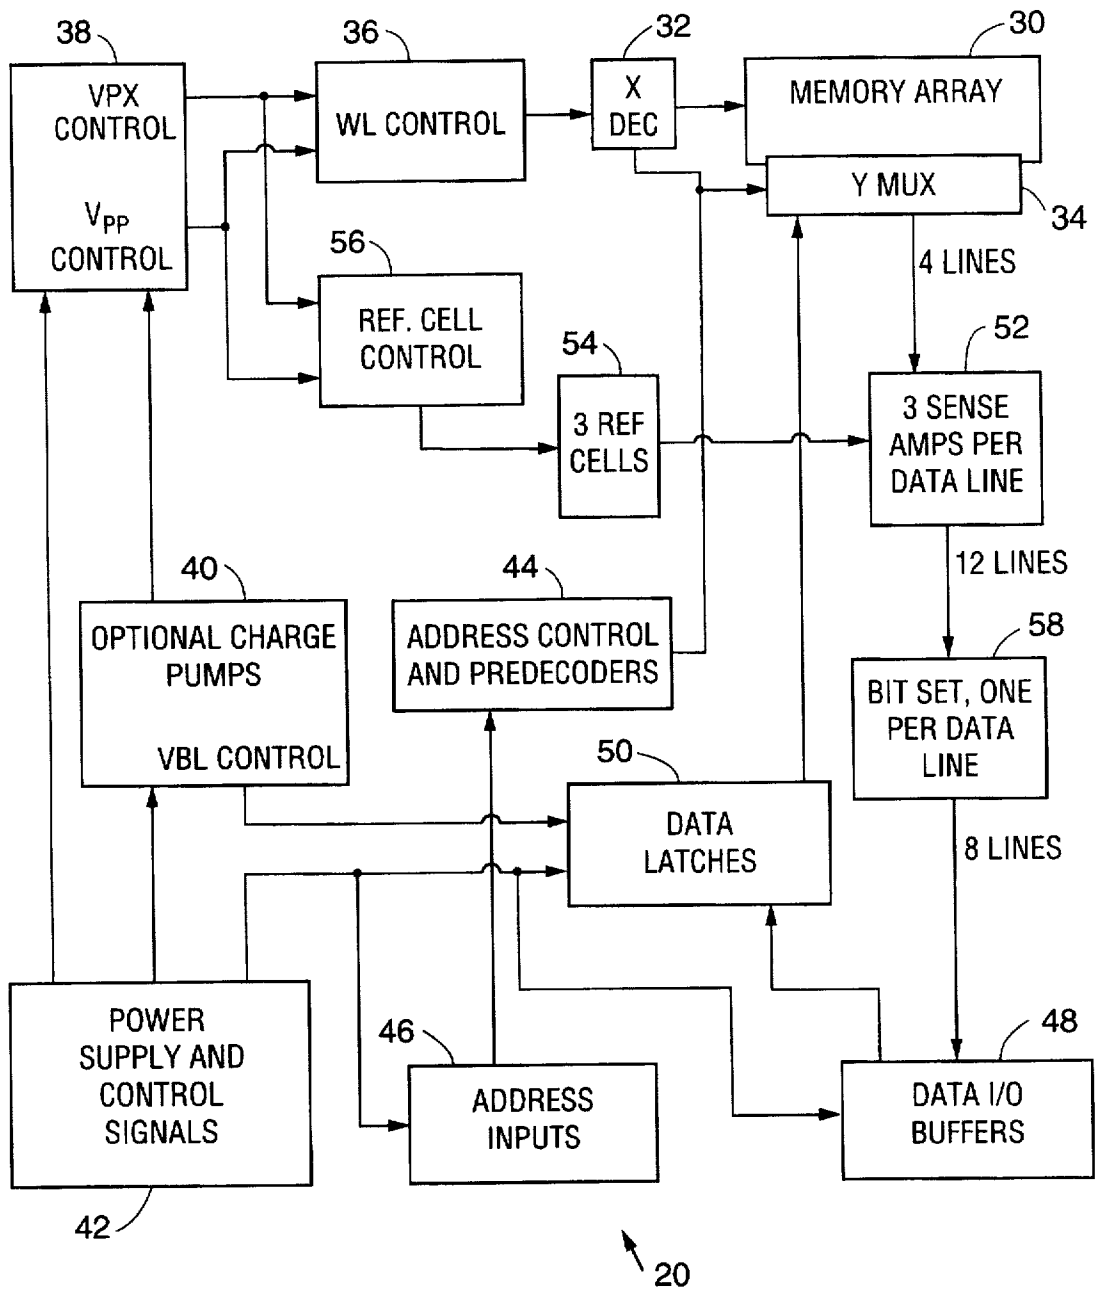 38
36
32
30
VPX
CONTROL
V_PP
CONTROL
WL CONTROL
X
DEC
MEMORY ARRAY
Y MUX
34
4 LINES
56
REF. CELL
CONTROL
54
3 REF
CELLS
52
3 SENSE
AMPS PER
DATA LINE
12 LINES
40
OPTIONAL CHARGE
PUMPS
VBL CONTROL
44
ADDRESS CONTROL
AND PREDECODERS
58
BIT SET, ONE
PER DATA
LINE
50
DATA
LATCHES
8 LINES
POWER
SUPPLY AND
CONTROL
SIGNALS
42
46
ADDRESS
INPUTS
48
DATA I/O
BUFFERS
20